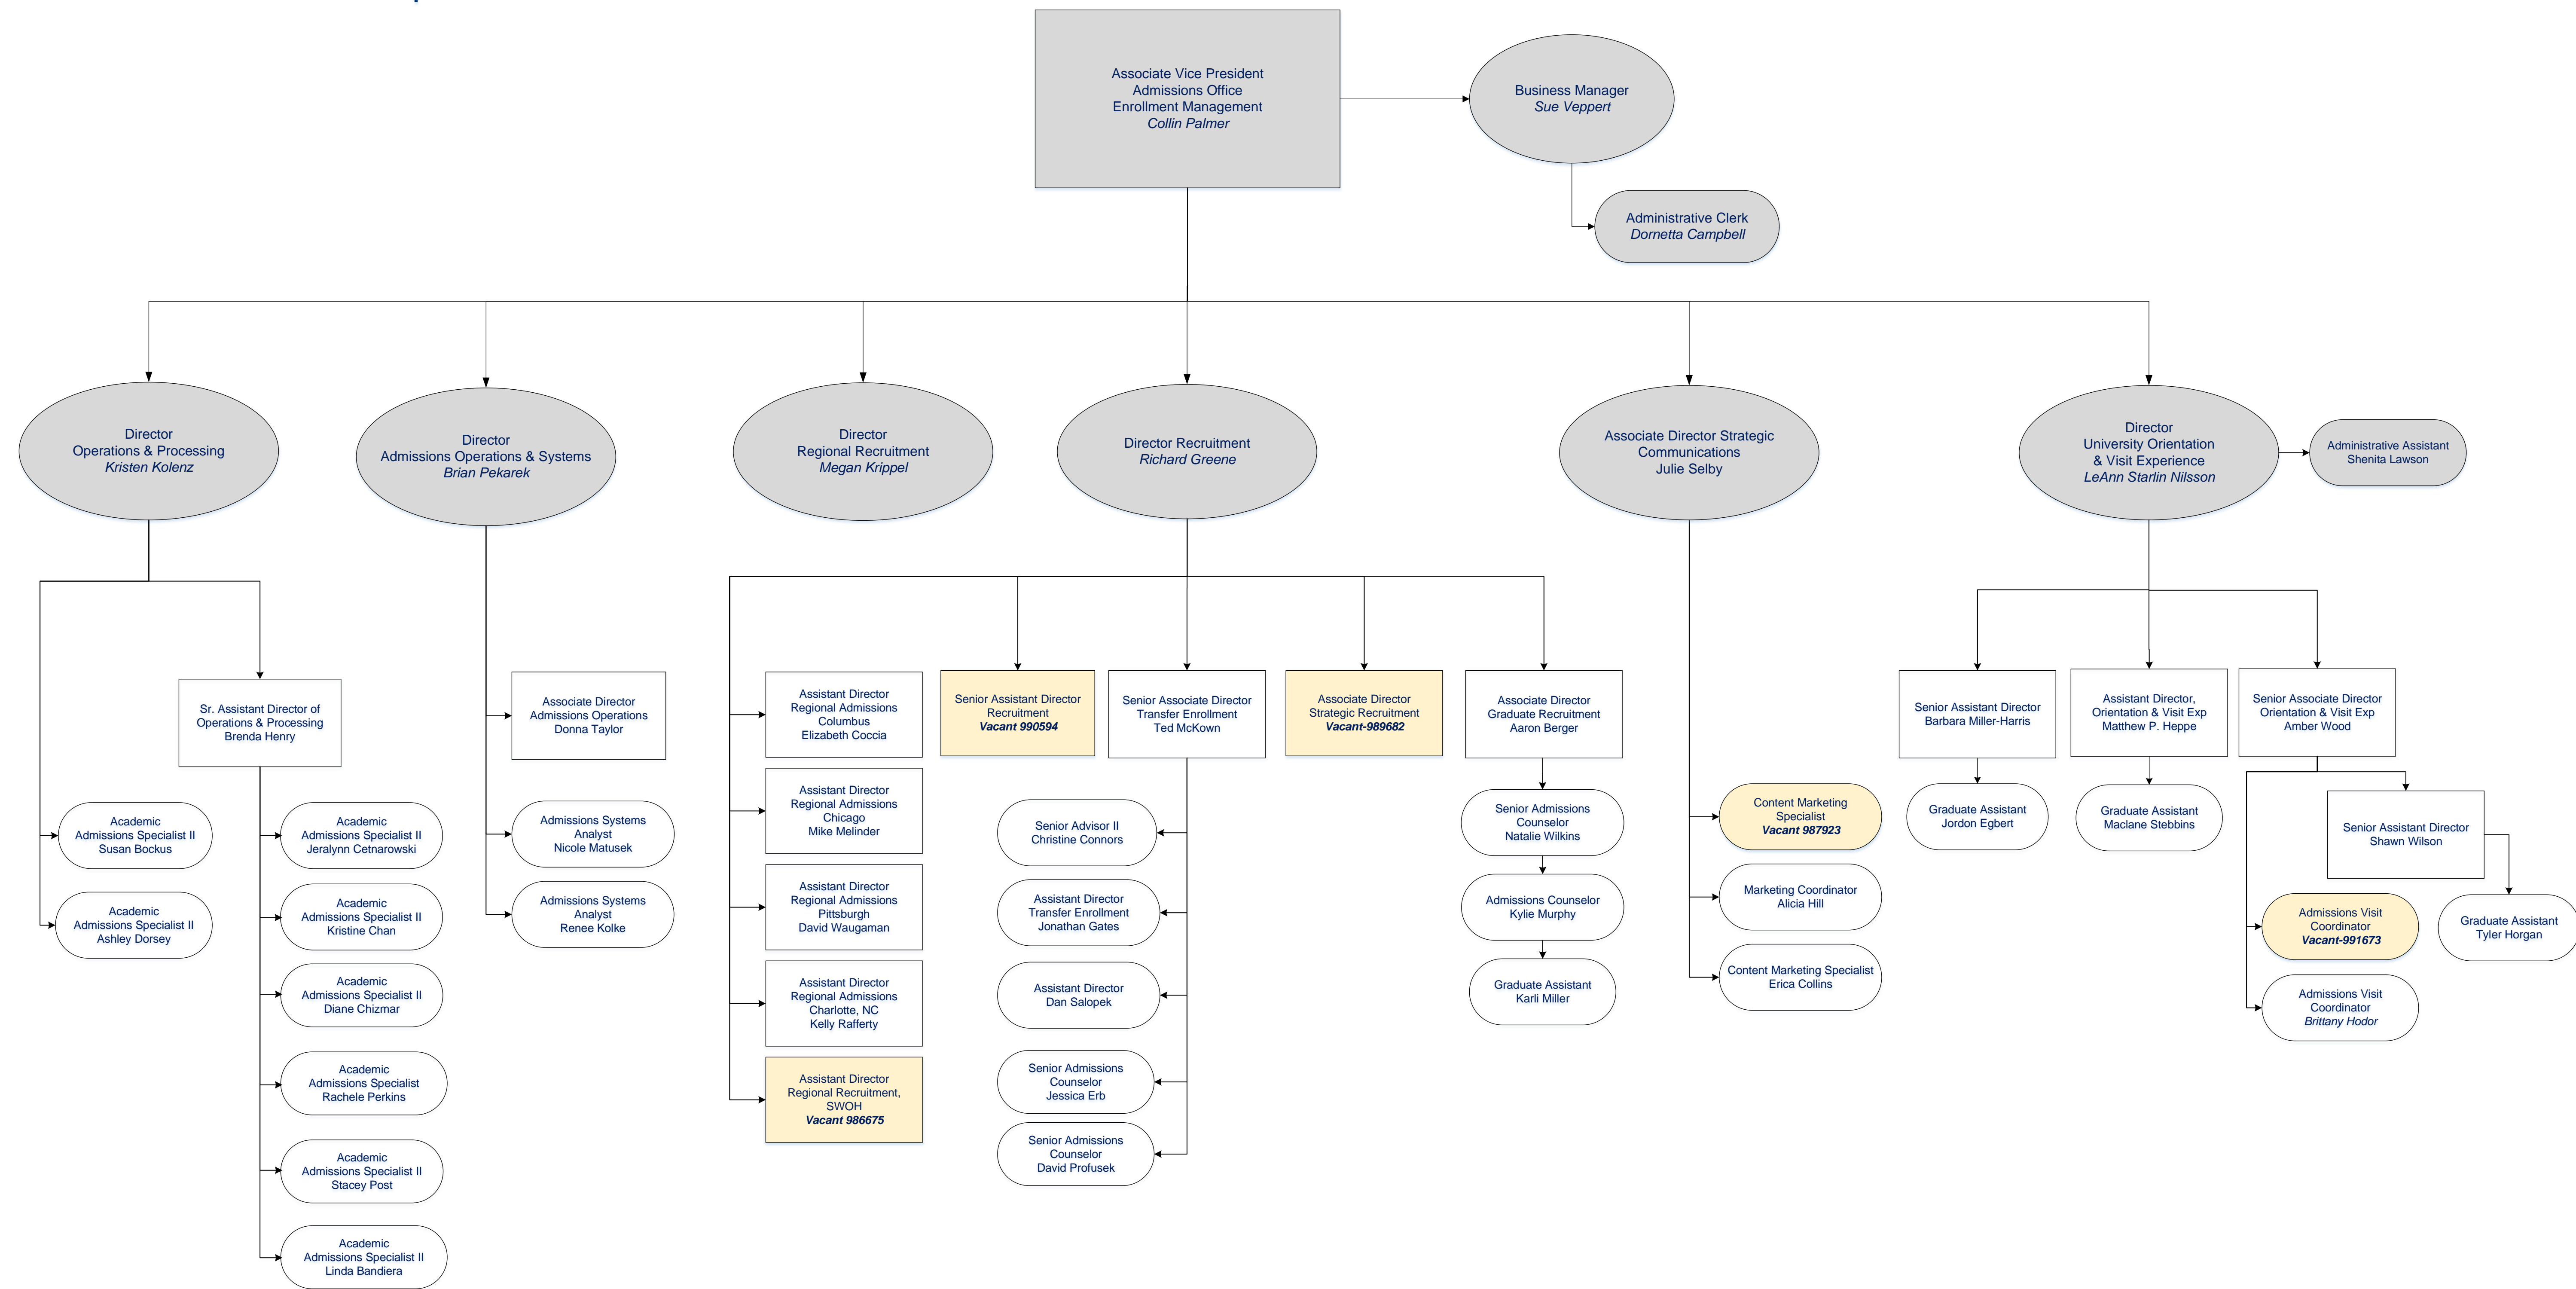 Associate Vice President
Admissions Office
Enrollment Management
Collin Palmer
Business Manager
Sue Veppert
Administrative Clerk
Dornetta Campbell
Director
Operations & Processing
Kristen Kolenz
Director
Admissions Operations & Systems
Brian Pekarek
Director
Regional Recruitment
Megan Krippel
Director Recruitment
Richard Greene
Associate Director Strategic
Communications
Julie Selby
Director
University Orientation
& Visit Experience
LeAnn Starlin Nilsson
Administrative Assistant
Shenita Lawson
Sr. Assistant Director of
Operations & Processing
Brenda Henry
Academic
Admissions Specialist II
Susan Bockus
Academic
Admissions Specialist II
Ashley Dorsey
Academic
Admissions Specialist II
Jeralynn Cetnarowski
Academic
Admissions Specialist II
Kristine Chan
Academic
Admissions Specialist II
Diane Chizmar
Academic
Admissions Specialist
Rachele Perkins
Academic
Admissions Specialist II
Stacey Post
Academic
Admissions Specialist II
Linda Bandiera
Associate Director
Admissions Operations
Donna Taylor
Admissions Systems
Analyst
Nicole Matusek
Admissions Systems
Analyst
Renee Kolke
Assistant Director
Regional Admissions
Columbus
Elizabeth Coccia
Assistant Director
Regional Admissions
Chicago
Mike Melinder
Assistant Director
Regional Admissions
Pittsburgh
David Waugaman
Assistant Director
Regional Admissions
Charlotte, NC
Kelly Rafferty
Assistant Director
Regional Recruitment,
SWOH
Vacant 986675
Senior Assistant Director
Recruitment
Vacant 990594
Senior Associate Director
Transfer Enrollment
Ted McKown
Senior Advisor II
Christine Connors
Assistant Director
Transfer Enrollment
Jonathan Gates
Assistant Director
Dan Salopek
Senior Admissions
Counselor
Jessica Erb
Senior Admissions
Counselor
David Profusek
Associate Director
Strategic Recruitment
Vacant-989682
Associate Director
Graduate Recruitment
Aaron Berger
Senior Admissions
Counselor
Natalie Wilkins
Admissions Counselor
Kylie Murphy
Graduate Assistant
Karli Miller
Content Marketing
Specialist
Vacant 987923
Marketing Coordinator
Alicia Hill
Content Marketing Specialist
Erica Collins
Senior Assistant Director
Barbara Miller-Harris
Graduate Assistant
Jordon Egbert
Assistant Director,
Orientation & Visit Exp
Matthew P. Heppe
Graduate Assistant
Maclane Stebbins
Senior Associate Director
Orientation & Visit Exp
Amber Wood
Senior Assistant Director
Shawn Wilson
Admissions Visit
Coordinator
Vacant-991673
Graduate Assistant
Tyler Horgan
Admissions Visit
Coordinator
Brittany Hodor